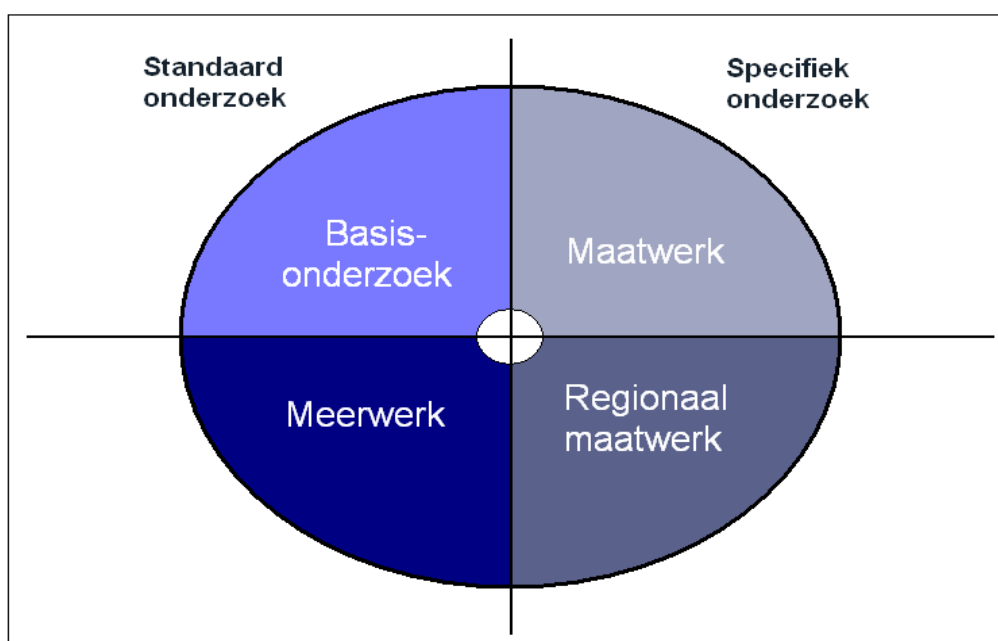 Standaard
onderzoek
Specifiek
onderzoek
Basis-
onderzoek
Maatwerk
Meerwerk
Regionaal
maatwerk